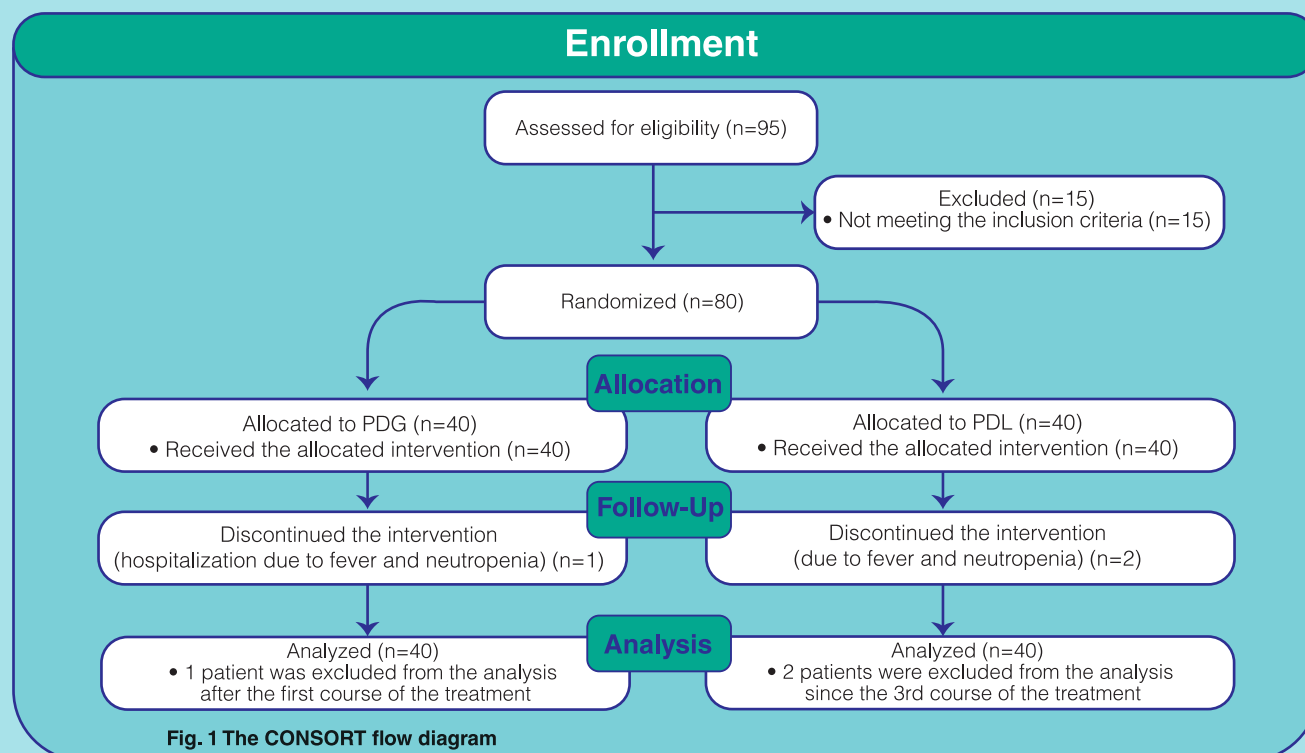 Enrollment
Assessed for eligibility (n=95)
Excluded (n=15)
• Not meeting the inclusion criteria (n=15)
Randomized (n=80)
Allocation
Allocated to PDG (n=40)
• Received the allocated intervention (n=40)
Allocated to PDL (n=40)
• Received the allocated intervention (n=40)
Follow-Up
Discontinued the intervention
(hospitalization due to fever and neutropenia) (n=1)
Discontinued the intervention
(due to fever and neutropenia) (n=2)
Analysis
Analyzed (n=40)
• 1 patient was excluded from the analysis
after the first course of the treatment
Analyzed (n=40)
• 2 patients were excluded from the analysis
since the 3rd course of the treatment
Fig. 1 The CONSORT flow diagram